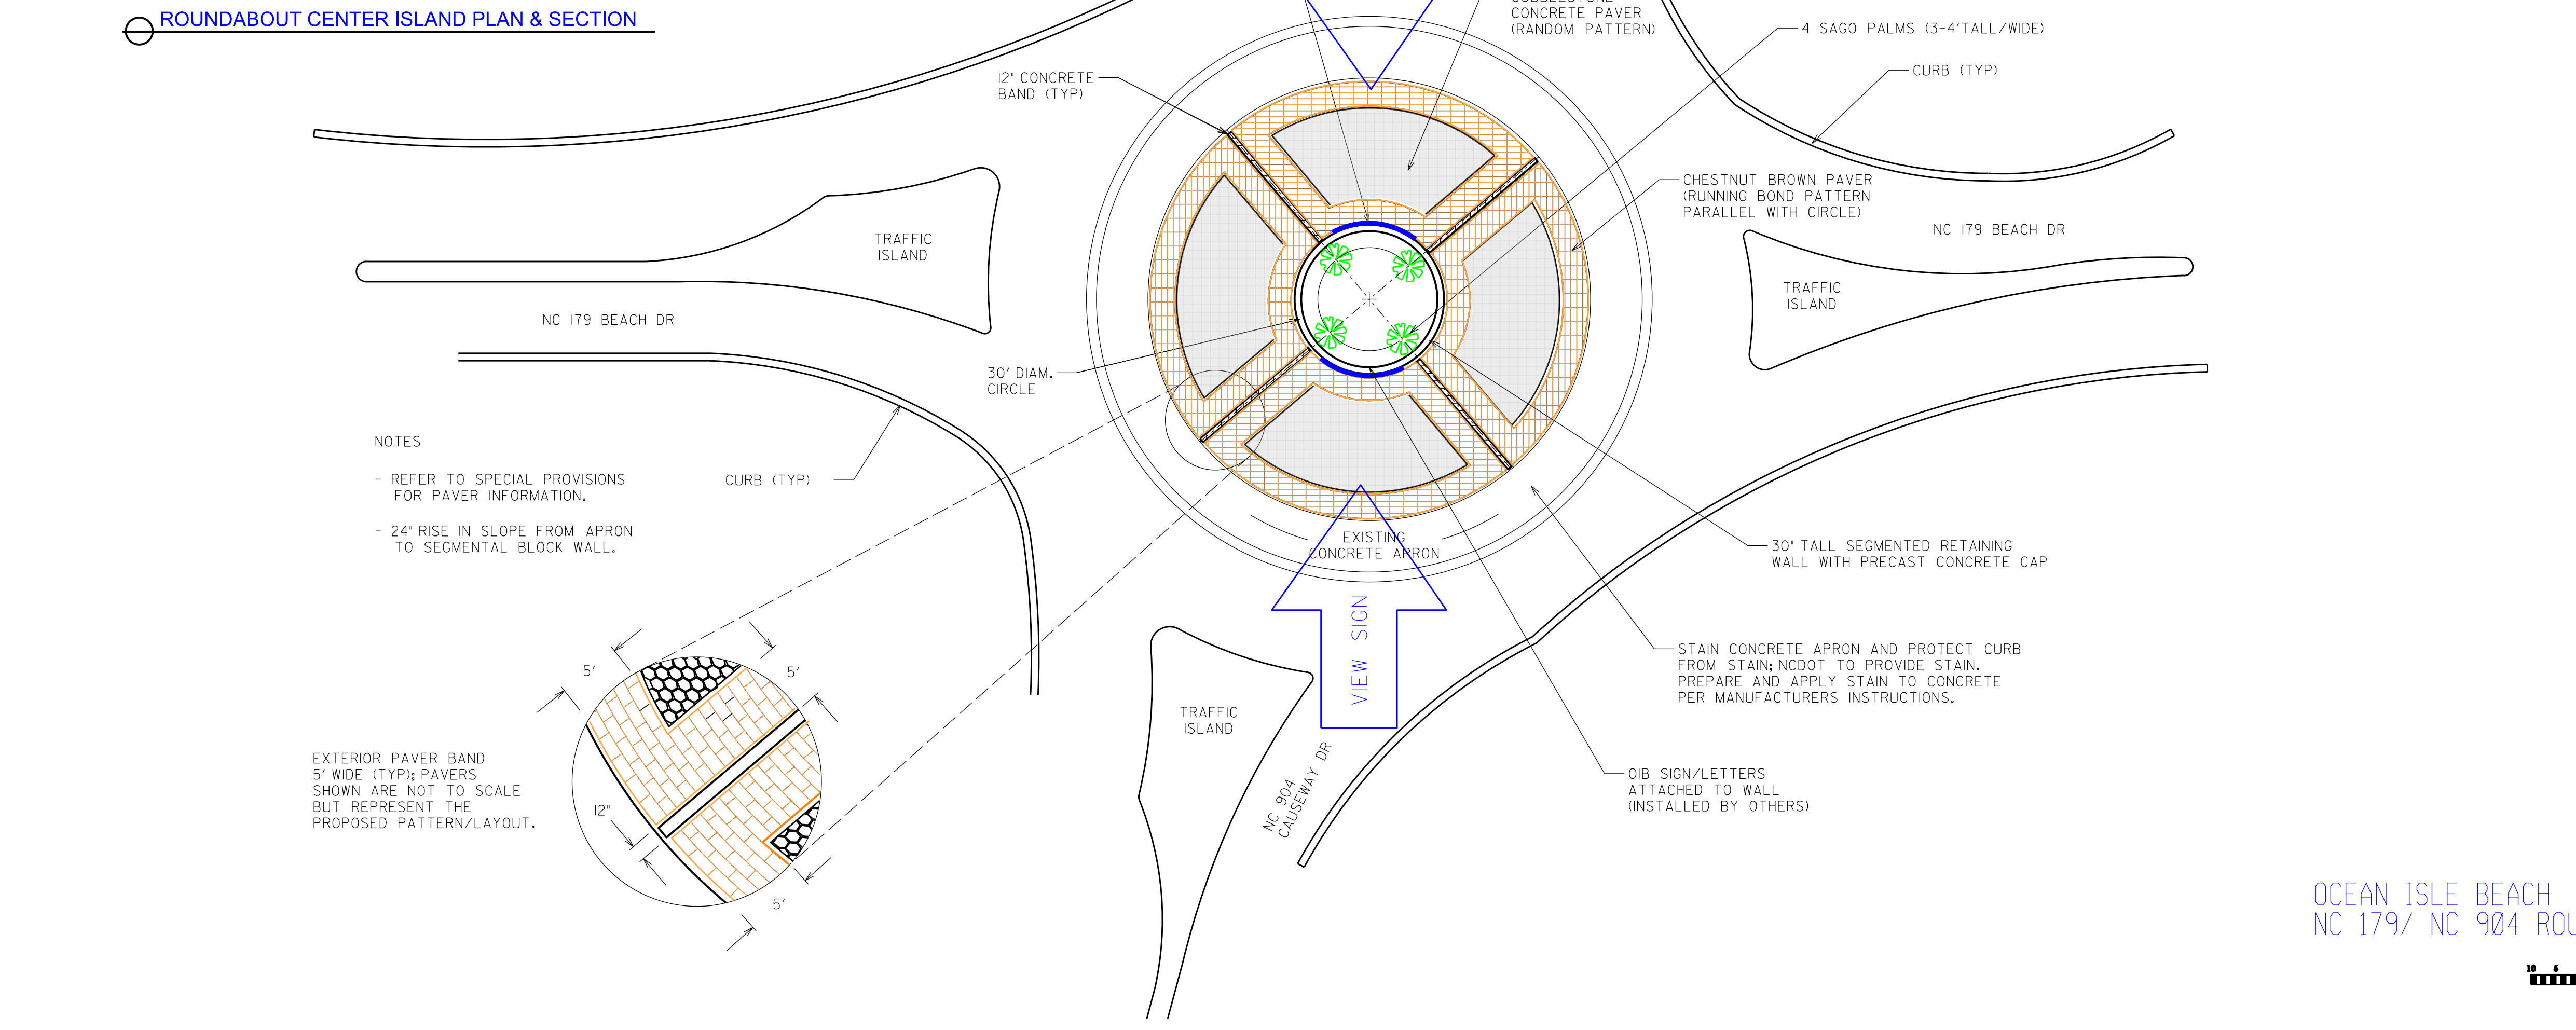 ROUNDABOUT CENTER ISLAND PLAN & SECTION
CONCRETE PAVER
(RANDOM PATTERN)
4 SAGO PALMS (3-4'TALL/WIDE)
CURB (TYP)
12" CONCRETE
BAND (TYP)
CHESTNUT BROWN PAVER
(RUNNING BOND PATTERN
PARALLEL WITH CIRCLE)
NC 179 BEACH DR
TRAFFIC
ISLAND
TRAFFIC
ISLAND
NC 179 BEACH DR
30' DIAM.
CIRCLE
NOTES
- REFER TO SPECIAL PROVISIONS
FOR PAVER INFORMATION.
- 24" RISE IN SLOPE FROM APRON
TO SEGMENTAL BLOCK WALL.
CURB (TYP)
EXISTING
CONCRETE APRON
30" TALL SEGMENTED RETAINING
WALL WITH PRECAST CONCRETE CAP
VIEW SIGN
STAIN CONCRETE APRON AND PROTECT CURB
FROM STAIN; NCDOT TO PROVIDE STAIN.
PREPARE AND APPLY STAIN TO CONCRETE
PER MANUFACTURERS INSTRUCTIONS.
5'
5'
TRAFFIC
ISLAND
EXTERIOR PAVER BAND
5' WIDE (TYP); PAVERS
SHOWN ARE NOT TO SCALE
BUT REPRESENT THE
PROPOSED PATTERN/LAYOUT.
12"
5'
NC 904
CAUSEWAY DR
OIB SIGN/LETTERS
ATTACHED TO WALL
(INSTALLED BY OTHERS)
OCEAN ISLE BEACH
NC 179/ NC 904 ROU
10 5